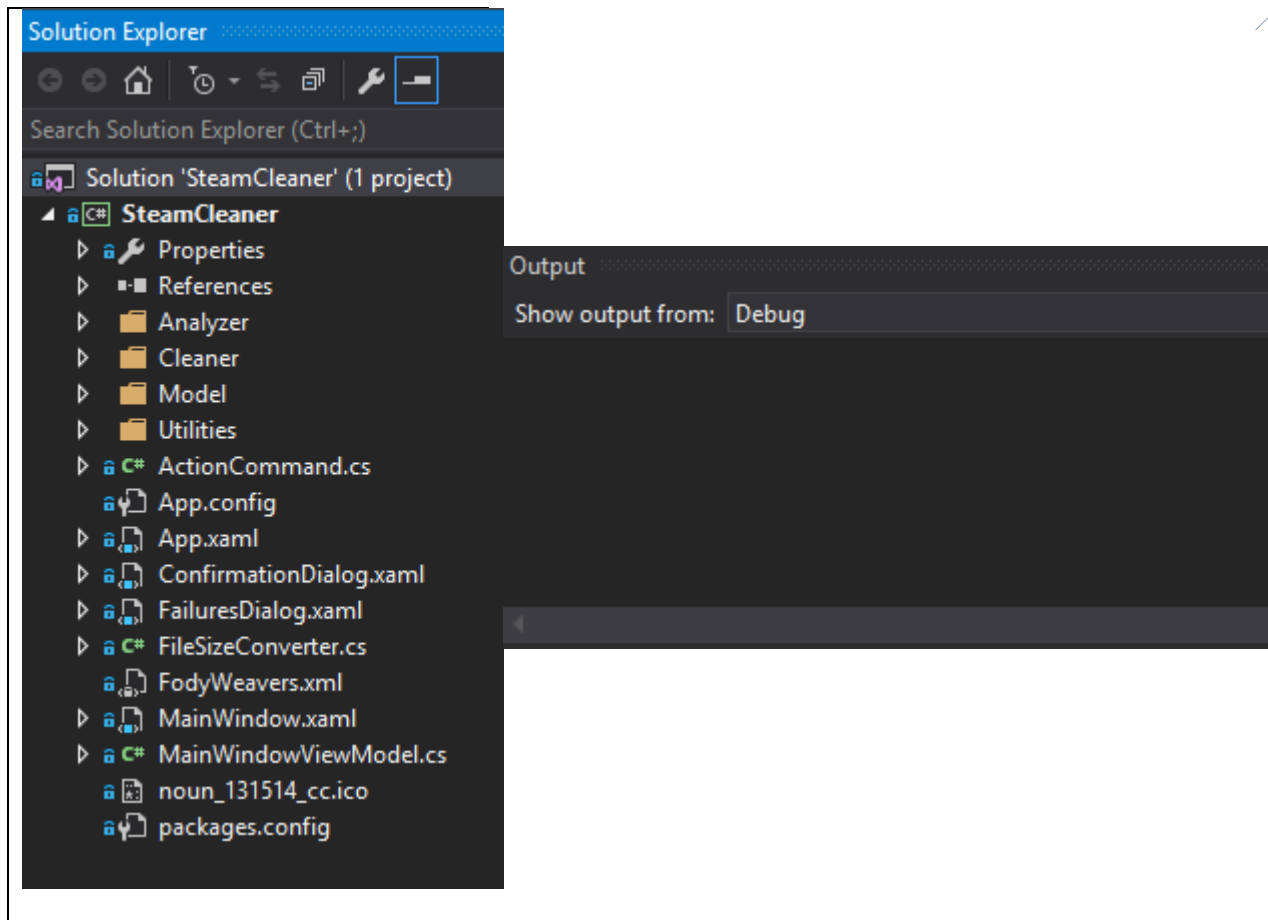 Solution Explorer
Search Solution Explorer (Ctrl+;)
Solution 'SteamCleaner' (1 project)
C# SteamCleaner
Properties
References
Analyzer
Cleaner
Model
Utilities
C# ActionCommand.cs
App.config
App.xaml
ConfirmationDialog.xaml
FailuresDialog.xaml
C# FileSizeConverter.cs
FodyWeavers.xml
MainWindow.xaml
C# MainWindowViewModel.cs
noun_131514_cc.ico
packages.config
Output
Show output from: Debug